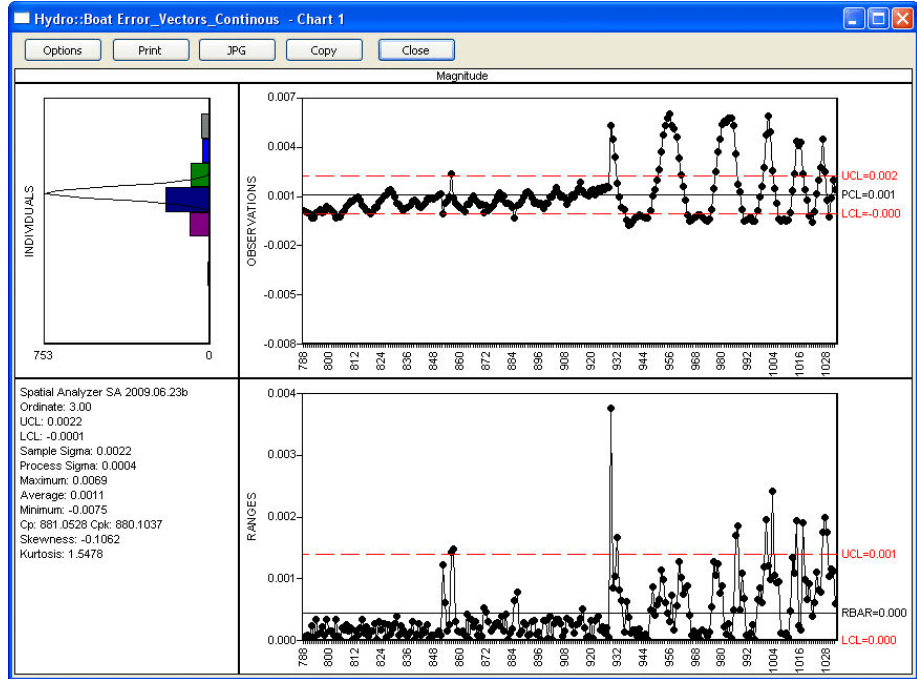 Hydro::Boat Error_Vectors_Continous - Chart 1
Options Print JPG Copy Close
Magnitude
INDIVIDUALS
753 0
OBSERVATIONS
0.007
0.004
0.001
-0.002
-0.005
-0.008
UCL=0.002
PCL=0.001
LCL=-0.000
788 800 812 824 836 848 860 872 884 896 908 920 932 944 956 968 980 992 1004 1016 1028
Spatial Analyzer SA 2009.06.23b
Ordinate: 3.00
UCL: 0.0022
LCL: -0.0001
Sample Sigma: 0.0022
Process Sigma: 0.0004
Maximum: 0.0069
Average: 0.0011
Minimum: -0.0075
Cp: 881.0528 Cpk: 880.1037
Skewness: -0.1062
Kurtosis: 1.5478
RANGES
0.004
0.003
0.002
0.001
0.000
UCL=0.001
RBAR=0.000
LCL=0.000
788 800 812 824 836 848 860 872 884 896 908 920 932 944 956 968 980 992 1004 1016 1028